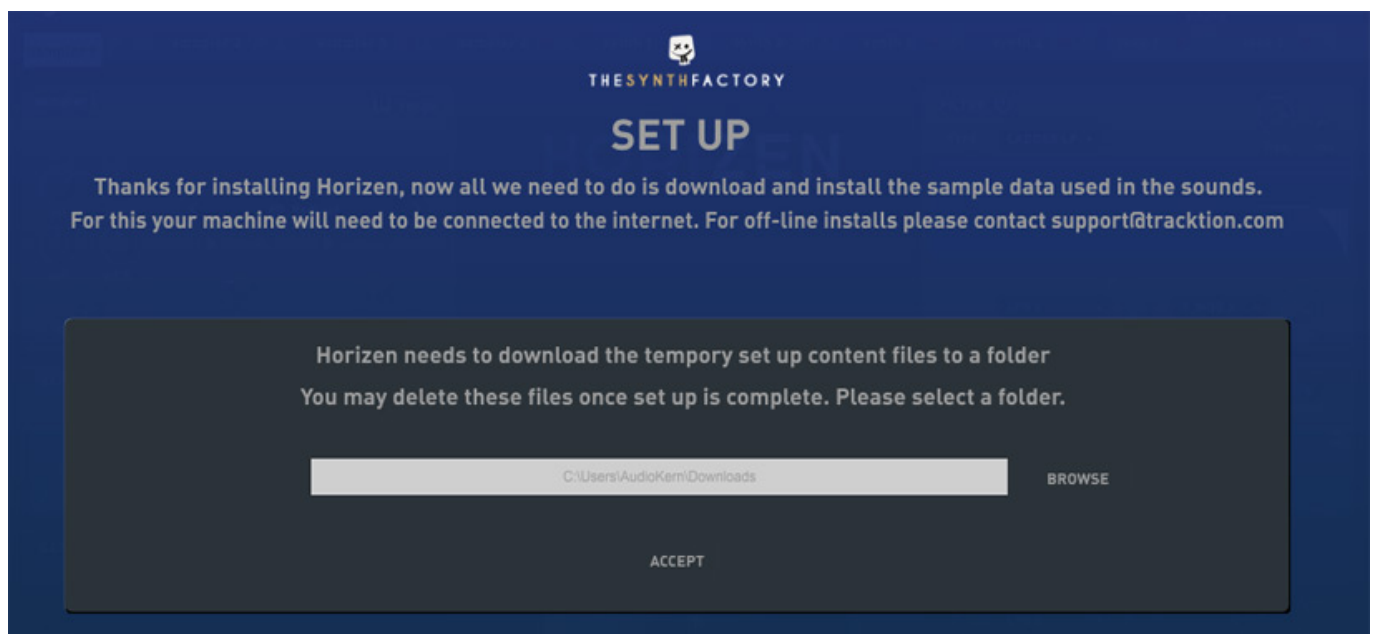 THESYNTHFACTORY
SET UP
Thanks for installing Horizen, now all we need to do is download and install the sample data used in the sounds.
For this your machine will need to be connected to the internet. For off-line installs please contact support@tracktion.com
Horizen needs to download the tempory set up content files to a folder
You may delete these files once set up is complete. Please select a folder.
C:\Users\AudioKern\Downloads BROWSE
ACCEPT